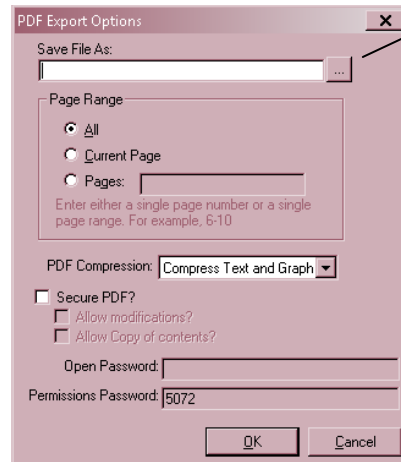 PDF Export Options
Save File As:
...
Page Range
All
Current Page
Pages:
Enter either a single page number or a single
page range. For example, 6-10
PDF Compression: Compress Text and Graph
Secure PDF?
Allow modifications?
Allow Copy of contents?
Open Password:
Permissions Password: 5072
OK Cancel